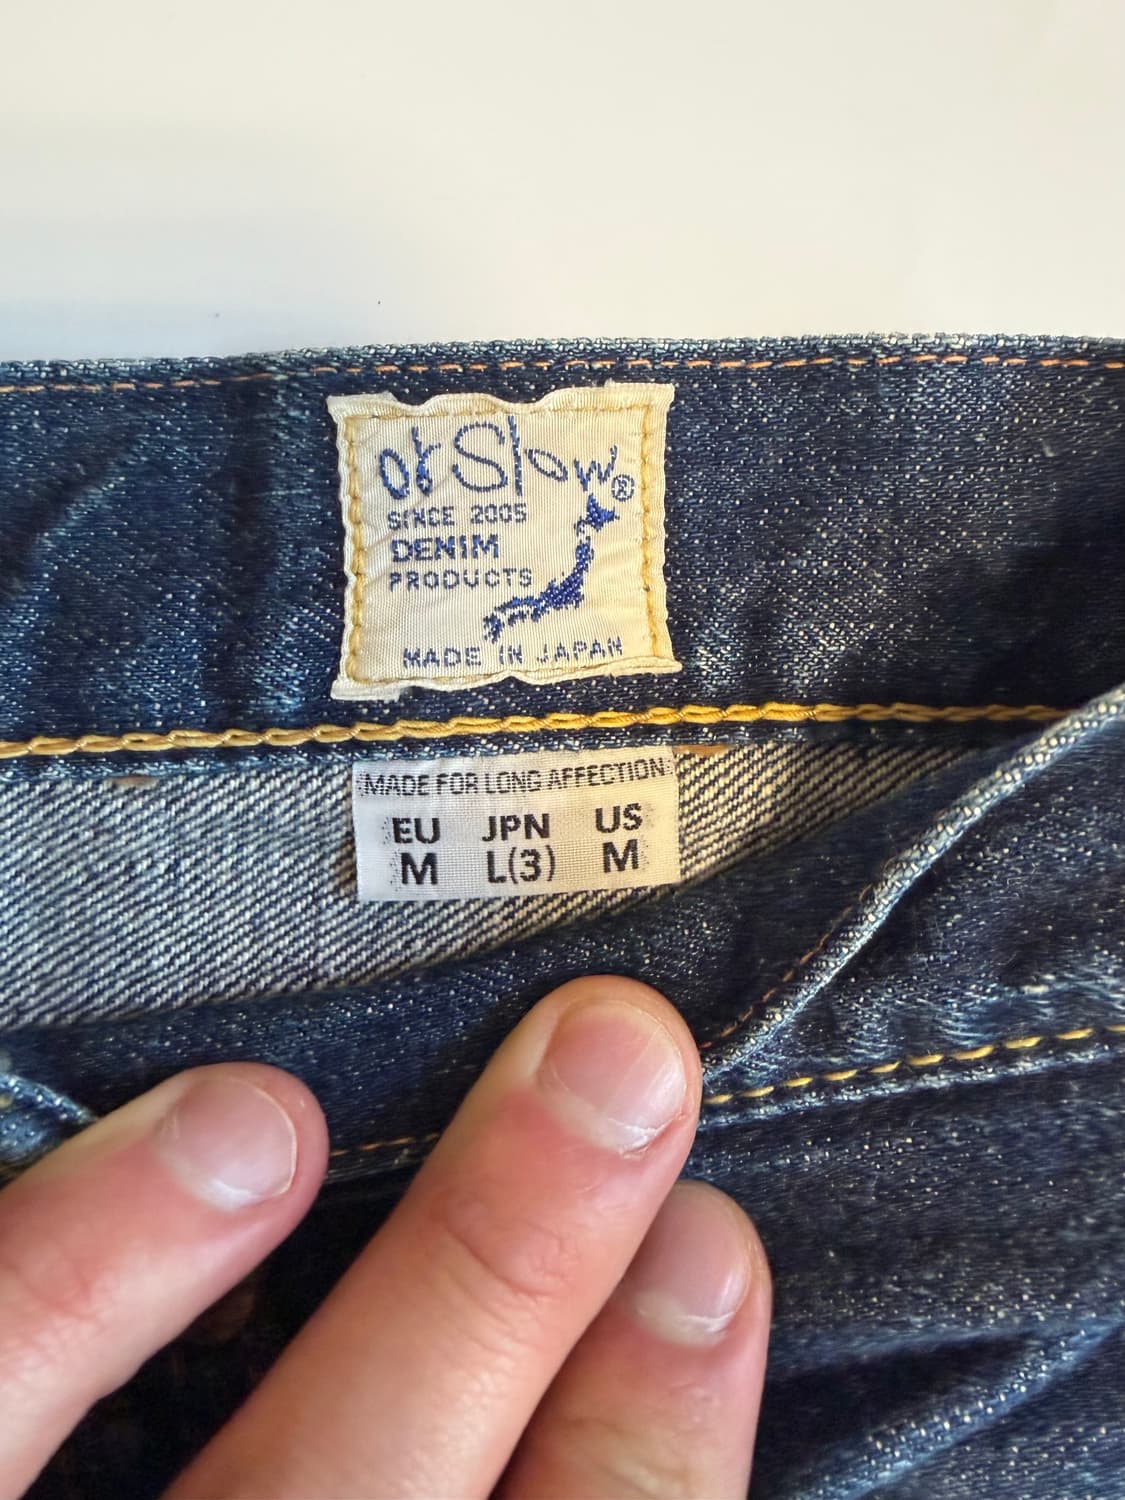 orSlow®
SINCE 2005
DENIM
PRODUCTS
MADE IN JAPAN
MADE FOR LONG AFFECTION
EU JPN US
M L(3) M